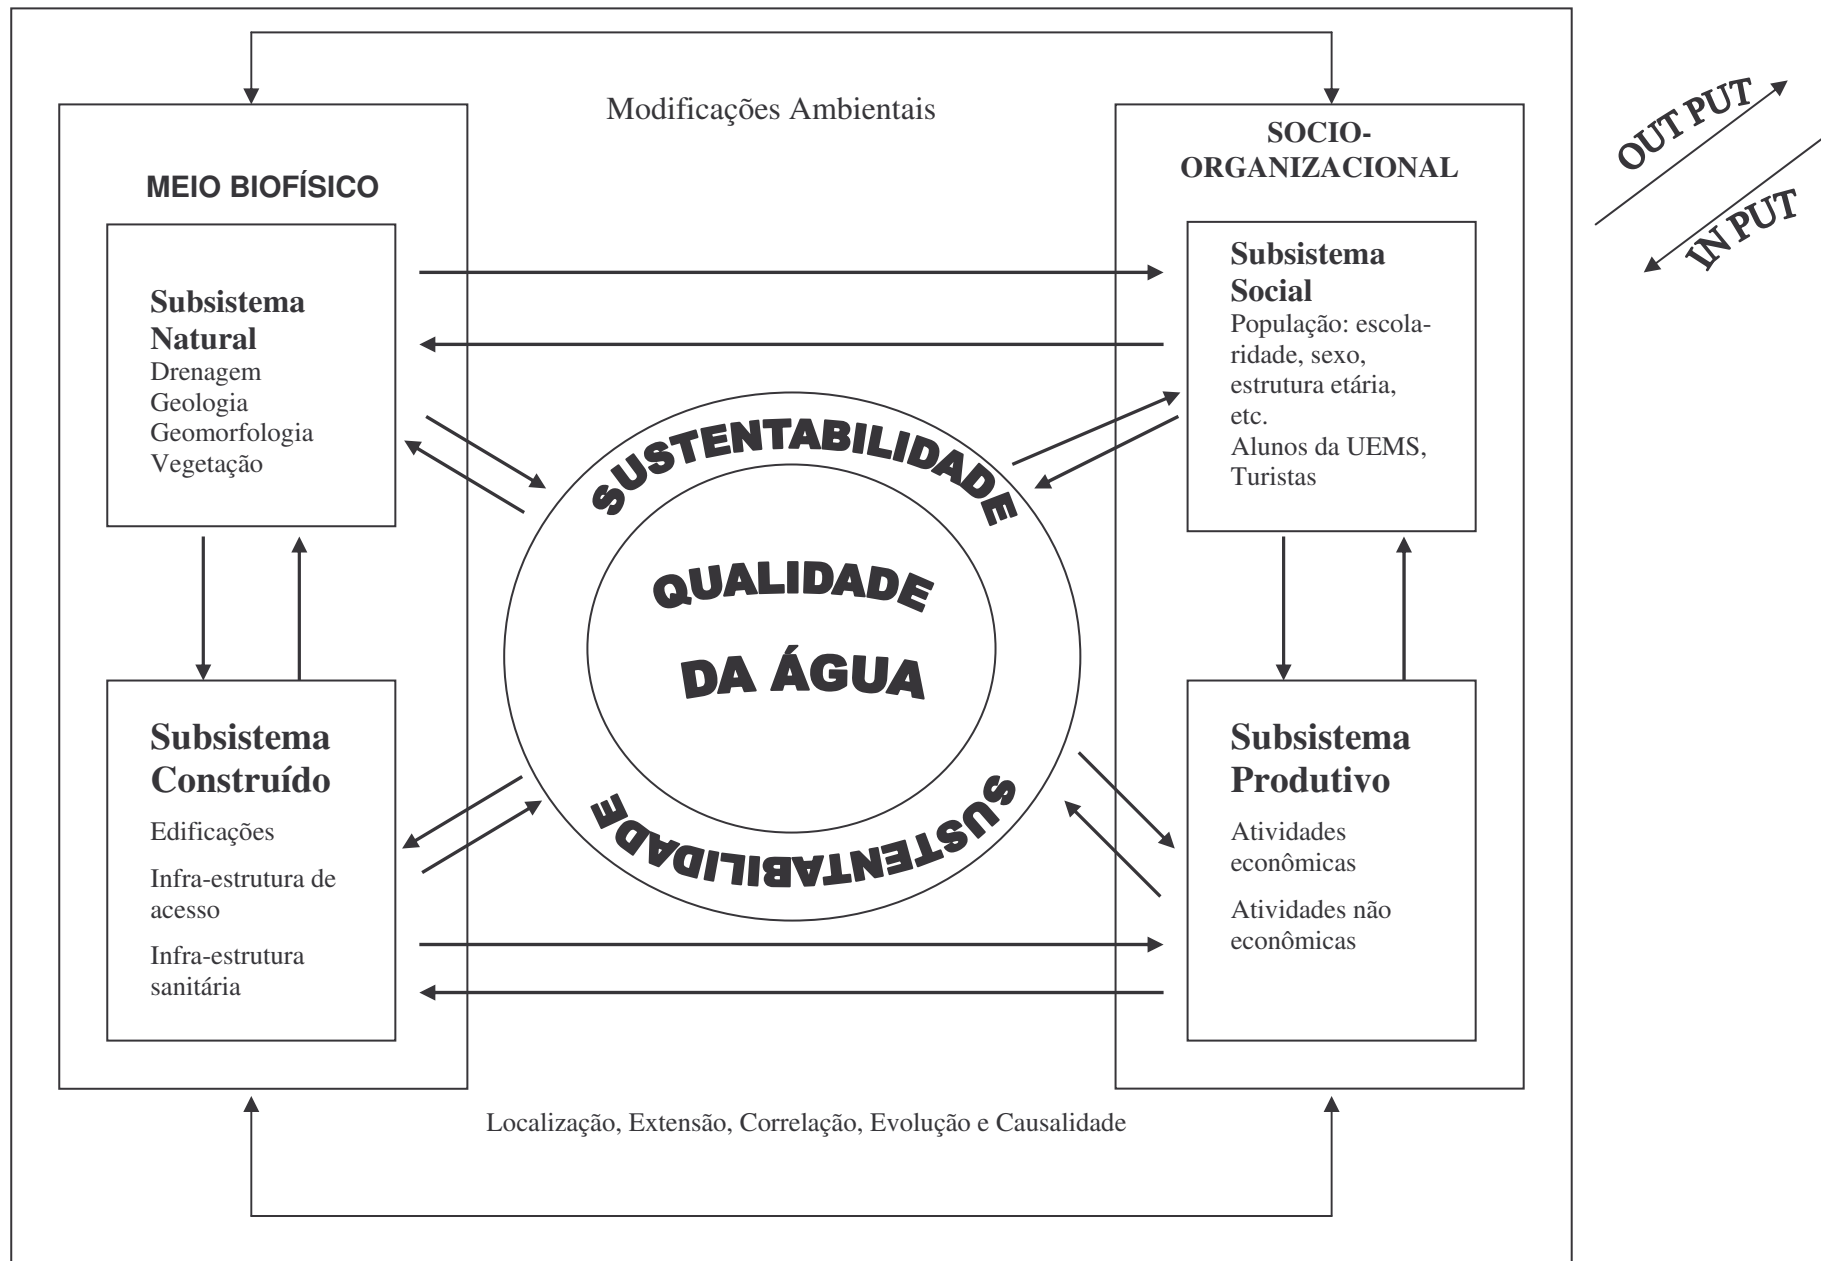 Modificações Ambientais
MEIO BIOFÍSICO
Subsistema
Natural
Drenagem
Geologia
Geomorfologia
Vegetação
Subsistema
Construído
Edificações
Infra-estrutura de
acesso
Infra-estrutura
sanitária
SUSTENTABILIDADE
QUALIDADE
DA ÁGUA
SUSTENTABILIDADE
SOCIO-
ORGANIZACIONAL
Subsistema
Social
População: escola-
ridade, sexo,
estrutura etária,
etc.
Alunos da UEMS,
Turistas
Subsistema
Produtivo
Atividades
econômicas
Atividades não
econômicas
Localização, Extensão, Correlação, Evolução e Causalidade
OUT PUT
IN PUT